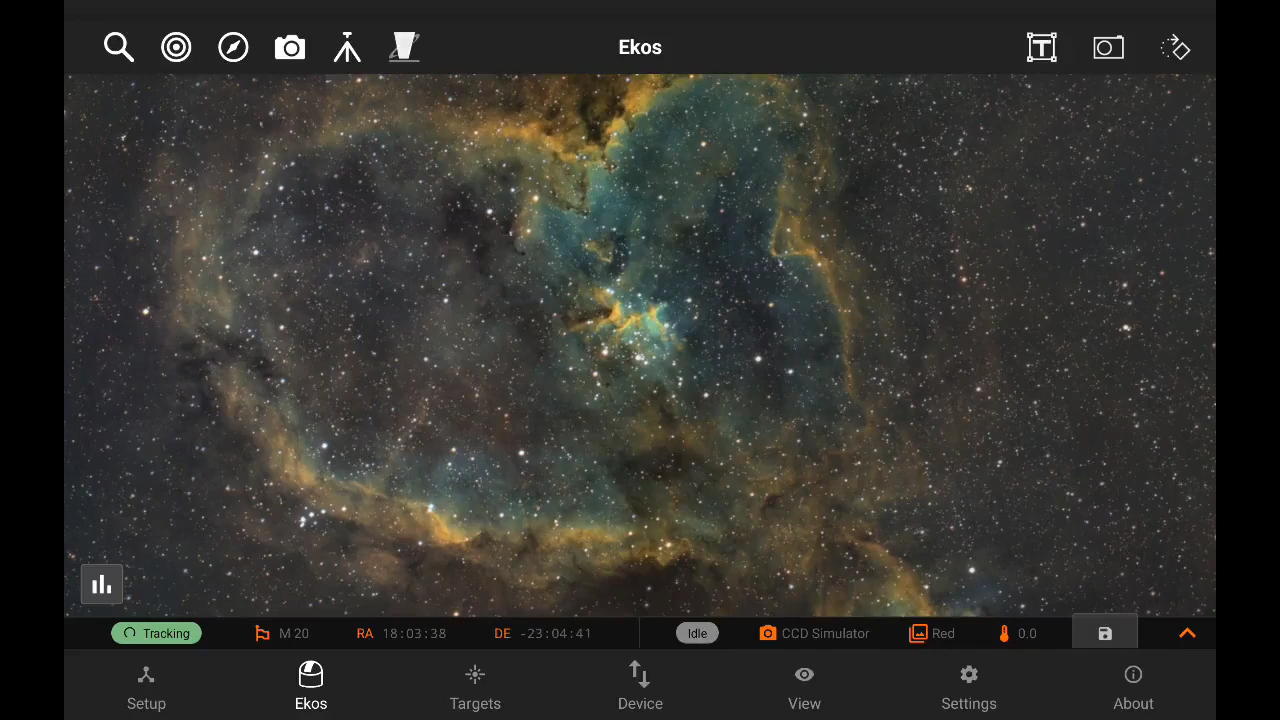 Ekos
T
Tracking M 20 RA 18:03:38 DE -23:04:41 Idle CCD Simulator Red 0.0
Setup Ekos Targets Device View Settings About